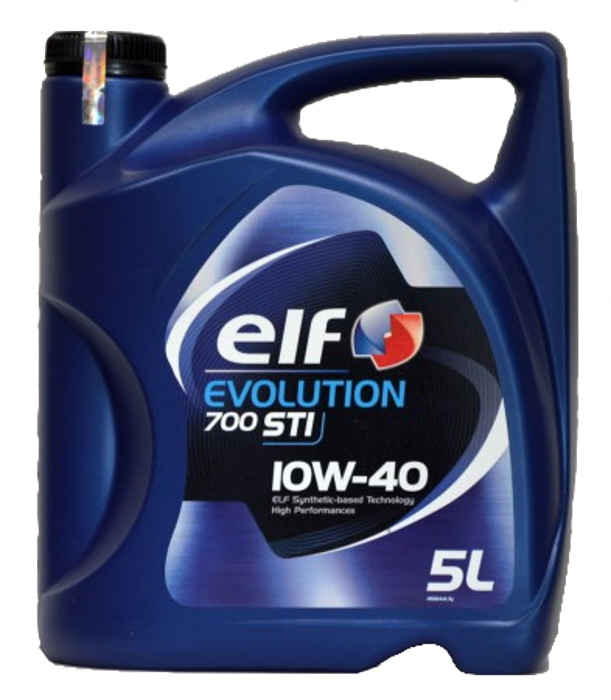 elf
EVOLUTION
700 STI
10W-40
ELF Synthetic-based Technology
High Performances
5L